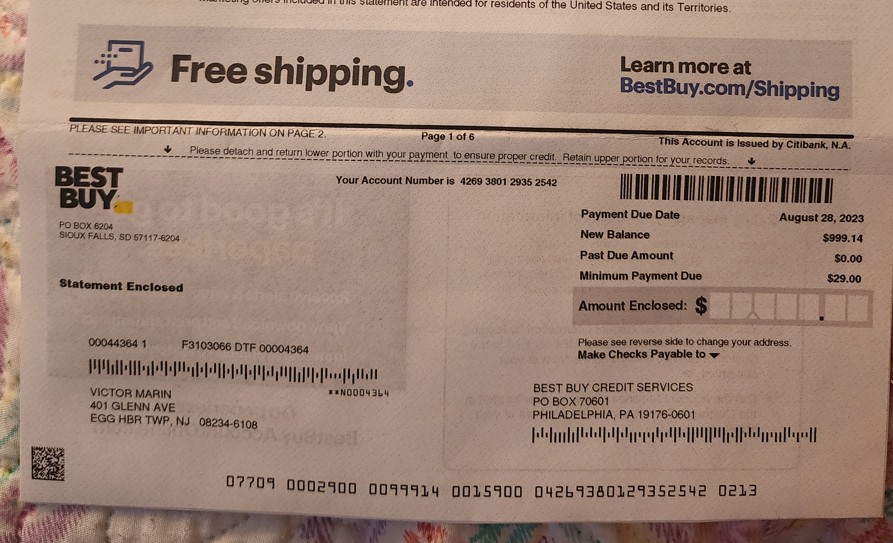 Marketing offers included in this statement are intended for residents of the United States and its Territories.
Free shipping.
Learn more at
BestBuy.com/Shipping
PLEASE SEE IMPORTANT INFORMATION ON PAGE 2.
Page 1 of 6
This Account is Issued by Citibank, N.A.
Please detach and return lower portion with your payment to ensure proper credit. Retain upper portion for your records.
BEST
BUY
Your Account Number is 4269 3801 2935 2542
PO BOX 6204
SIOUX FALLS, SD 57117-6204
Payment Due Date August 28, 2023
New Balance $999.14
Past Due Amount $0.00
Minimum Payment Due $29.00
Statement Enclosed
Amount Enclosed: $ .
Please see reverse side to change your address.
Make Checks Payable to
00044364 1 F3103066 DTF 00004364
**N0004364
VICTOR MARIN
401 GLENN AVE
EGG HBR TWP, NJ 08234-6108
BEST BUY CREDIT SERVICES
PO BOX 70601
PHILADELPHIA, PA 19176-0601
07709 0002900 0099914 0015900 04269380129352542 0213